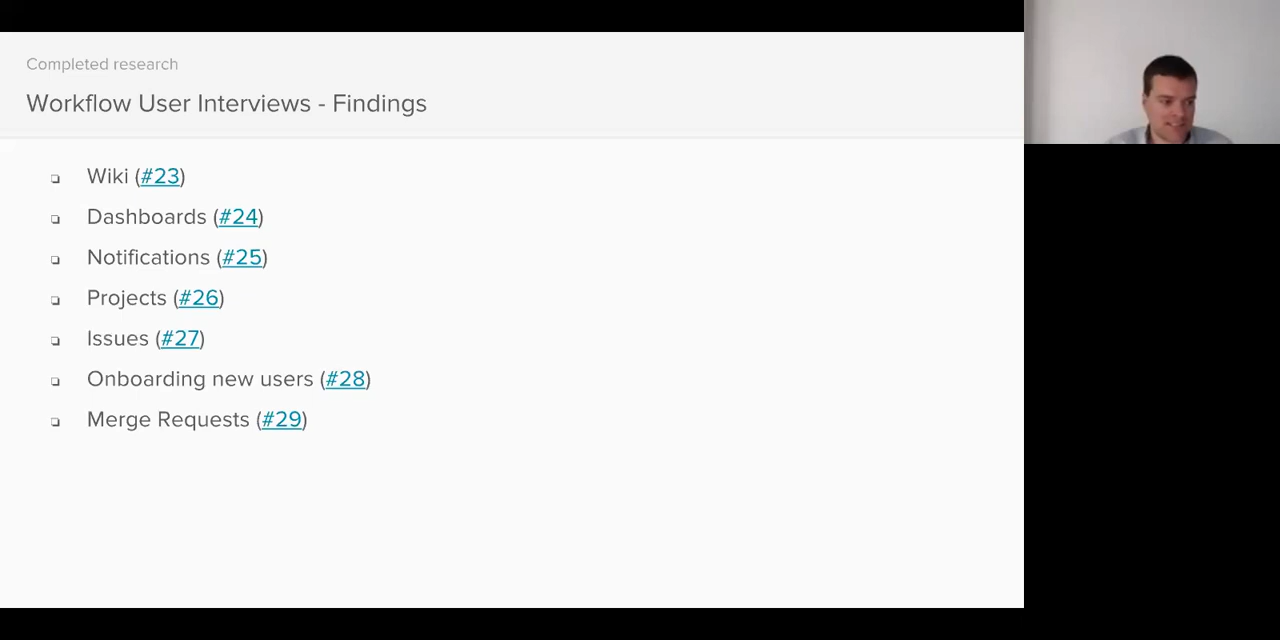 Completed research
Workflow User Interviews - Findings
Wiki (#23)
Dashboards (#24)
Notifications (#25)
Projects (#26)
Issues (#27)
Onboarding new users (#28)
Merge Requests (#29)